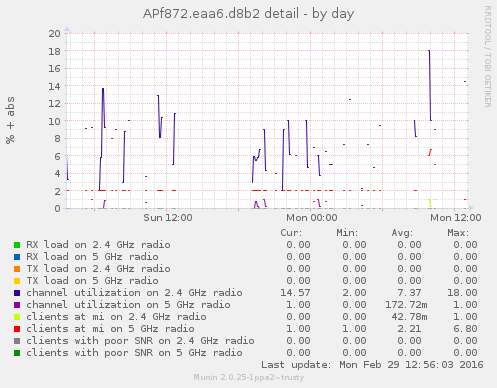 APf872.eaa6.d8b2 detail - by day
RRDTOOL / TOBI OETIKER
% + abs
20
18
16
14
12
10
8
6
4
2
0
Sun 12:00 Mon 00:00 Mon 12:00
Cur: Min: Avg: Max:
RX load on 2.4 GHz radio 0.00 0.00 0.00 0.00
RX load on 5 GHz radio 0.00 0.00 0.00 0.00
TX load on 2.4 GHz radio 0.00 0.00 0.00 0.00
TX load on 5 GHz radio 0.00 0.00 0.00 0.00
channel utilization on 2.4 GHz radio 14.57 2.00 7.37 18.00
channel utilization on 5 GHz radio 1.00 0.00 172.72m 1.00
clients at mi on 2.4 GHz radio 0.00 0.00 42.78m 1.00
clients at mi on 5 GHz radio 1.00 1.00 2.21 6.80
clients with poor SNR on 2.4 GHz radio 0.00 0.00 0.00 0.00
clients with poor SNR on 5 GHz radio 0.00 0.00 0.00 0.00
Last update: Mon Feb 29 12:56:03 2016
Munin 2.0.25-1ppa2~trusty